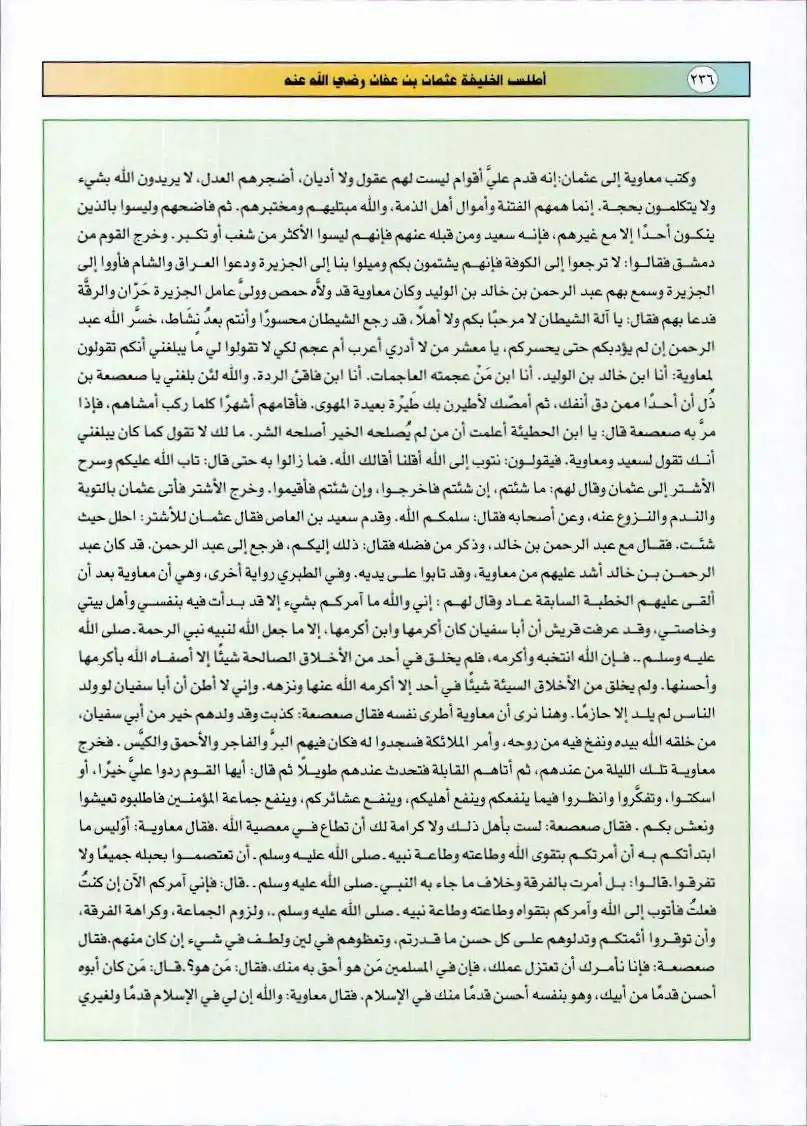 ٢٣٦
أطلس الخليفة عثمان بن عفان رضي الله عنه
وكتب معاوية إلى عثمان:إنه قدم عليَّ أقوام ليست لهم عقول ولا أديان، أضجرهم العدل، لا يريدون الله بشيء
ولا يتكلمـون بحجـة. إنما همهم الفتنة وأموال أهل الذمة، والله مبتليهـم ومختبرهم. ثم فاضحهم وليسوا بالذين
ينكـون أحـدًا إلا مع غيرهم، فإنـه سعيد ومن قبله عنهم فإنهـم ليسوا الأكثر من شغب أو تكبر. وخرج القوم من
دمشـق فقالـوا: لا ترجعوا إلى الكوفة فإنهـم يشتمون بكم وميلوا بنا إلى الجزيرة ودعوا العـراق والشام فأووا إلى
الجـزيرة وسمع بهم عبد الرحمن بن خالد بن الوليد وكان معاوية قد ولاَّه حمص وولىَّ عامل الجزيرة حَرَّان والرقَّة
فدعا بهم فقال: يا آلة الشيطان لا مرحبًا بكم ولا أهلًا، قد رجع الشيطان محسورًا وأنتم بعدُ نِشَاط، خسَّر الله عبد
الرحمن إن لم يؤدبكم حتى يحسركم، يا معشر من لا أدري أعرب أم عجم لكي لا تقولوا لي ما يبلغني أنكم تقولون
لمعاوية: أنا ابن خالد بن الوليد. أنا ابن مَنْ عجمته العاجمات. أنا ابن فاقئ الردة. والله لئن بلغني يا صعصعة بن
ذُل أن أحـدًا ممن دق أنفك، ثم أمصّك لأطيرن بك طَيْرة بعيدة المهوى. فأقامهم أشهرًا كلما ركب أمشاهم، فإذا
مرَّ به صعصعة قال: يا ابن الحطيئة أعلمت أن من لم يُصلحه الخير أصلحه الشر. ما لك لا تقول كما كان يبلغني
أنـك تقول لسعيد ومعاوية. فيقولـون: نتوب إلى الله أقلنا أقالك الله. فما زالوا به حتى قال: تاب الله عليكم وسرح
الأشـتر إلى عثمان وقال لهم: ما شئتم، إن شئتم فاخرجـوا، وإن شئتم فأقيموا. وخرج الأشتر فأتى عثمان بالتوبة
والنـدم والنـزوع عنه، وعن أصحابه فقال: سلمكـم الله. وقدم سعيد بن العاص فقال عثمـان للأشتر: احلل حيث
شئـت. فقـال مع عبد الرحمن بن خالد، وذكر من فضله فقال: ذلك إليكـم، فرجع إلى عبد الرحمن. قد كان عبد
الرحمـن بـن خالد أشد عليهم من معاوية، وقد تابوا علـى يديه. وفي الطبري رواية أخرى، وهي أن معاوية بعد أن
ألقـى عليهـم الخطبـة السابقة عـاد وقال لهـم : إني والله ما آمركـم بشيء إلا قد بـدأت فيه بنفسـي وأهل بيتي
وخاصتـي، وقـد عرفت قريش أن أبا سفيان كان أكرمها وابن أكرمها، إلا ما جعل الله لنبيه نبي الرحمـة ـ صلى الله
عليـه وسلـم ـ. فـإن الله انتخبه وأكرمه، فلم يخلق في أحد من الأخـلاق الصالحة شيئًا إلا أصفـاه الله بأكرمها
وأحسنها. ولم يخلق من الأخلاق السيئة شيئًا في أحد إلا أكرمه الله عنها ونزهه. وإني لا أظن أن أبا سفيان لو ولد
الناس لم يلـد إلا حازمًا. وهنا نرى أن معاوية أطرى نفسه فقال صعصعة: كذبت وقد ولدهم خير من أبي سفيان،
من خلقه الله بيده ونفخ فيه من روحه، وأمر الملائكة فسجدوا له فكان فيهم البرُّ والفاجر والأحمق والكيِّس . فخرج
معاويـة تلـك الليلة من عندهم، ثم أتاهـم القابلة فتحدث عندهم طويـلًا ثم قال: أيها القوم ردوا عليَّ خيرًا، أو
اسكتـوا، وتفكَّروا وانظـروا فيما ينفعكم وينفع أهليكم، وينفـع عشائركم، وينفع جماعة المؤمنـين فاطلبوه تعيشوا
ونعش بكـم . فقال صعصعة: لست بأهل ذلـك ولا كرامة لك أن تطاع فـي معصية الله .فقال معاوية: أوَليس ما
ابتدأتكـم بـه أن أمرتكـم بتقوى الله وطاعته وطاعـة نبيه ـ صلى الله عليـه وسلم ـ أن تعتصمـوا بحبله جميعًا ولا
تفرقـوا.قالـوا: بـل أمرت بالفرقة وخلاف ما جاء به النبـي ـ صلى الله عليه وسلم ـ .قال: فإني آمركم الآن إن كنتُ
فعلتُ فأتوب إلى الله وآمركم بتقواه وطاعته وطاعة نبيه ـ صلى الله عليه وسلم ـ، ولزوم الجماعة، وكراهة الفرقة،
وأن توقـروا أئمتكـم وتدلوهم علـى كل حسن ما قـدرتم، وتعظوهم في لين ولطـف في شـيء إن كان منهم.فقال
صعصعـة: فإنا نأمـرك أن تعتزل عملك، فإن في المسلمين مَن هو أحق به منك.فقال: مَن هو؟.قـال: مَن كان أبوه
أحسن قدمًا من أبيك، وهو بنفسه أحسن قدمًا منك في الإسلام. فقال معاوية: والله إن لي في الإسلام قدمًا ولغيري